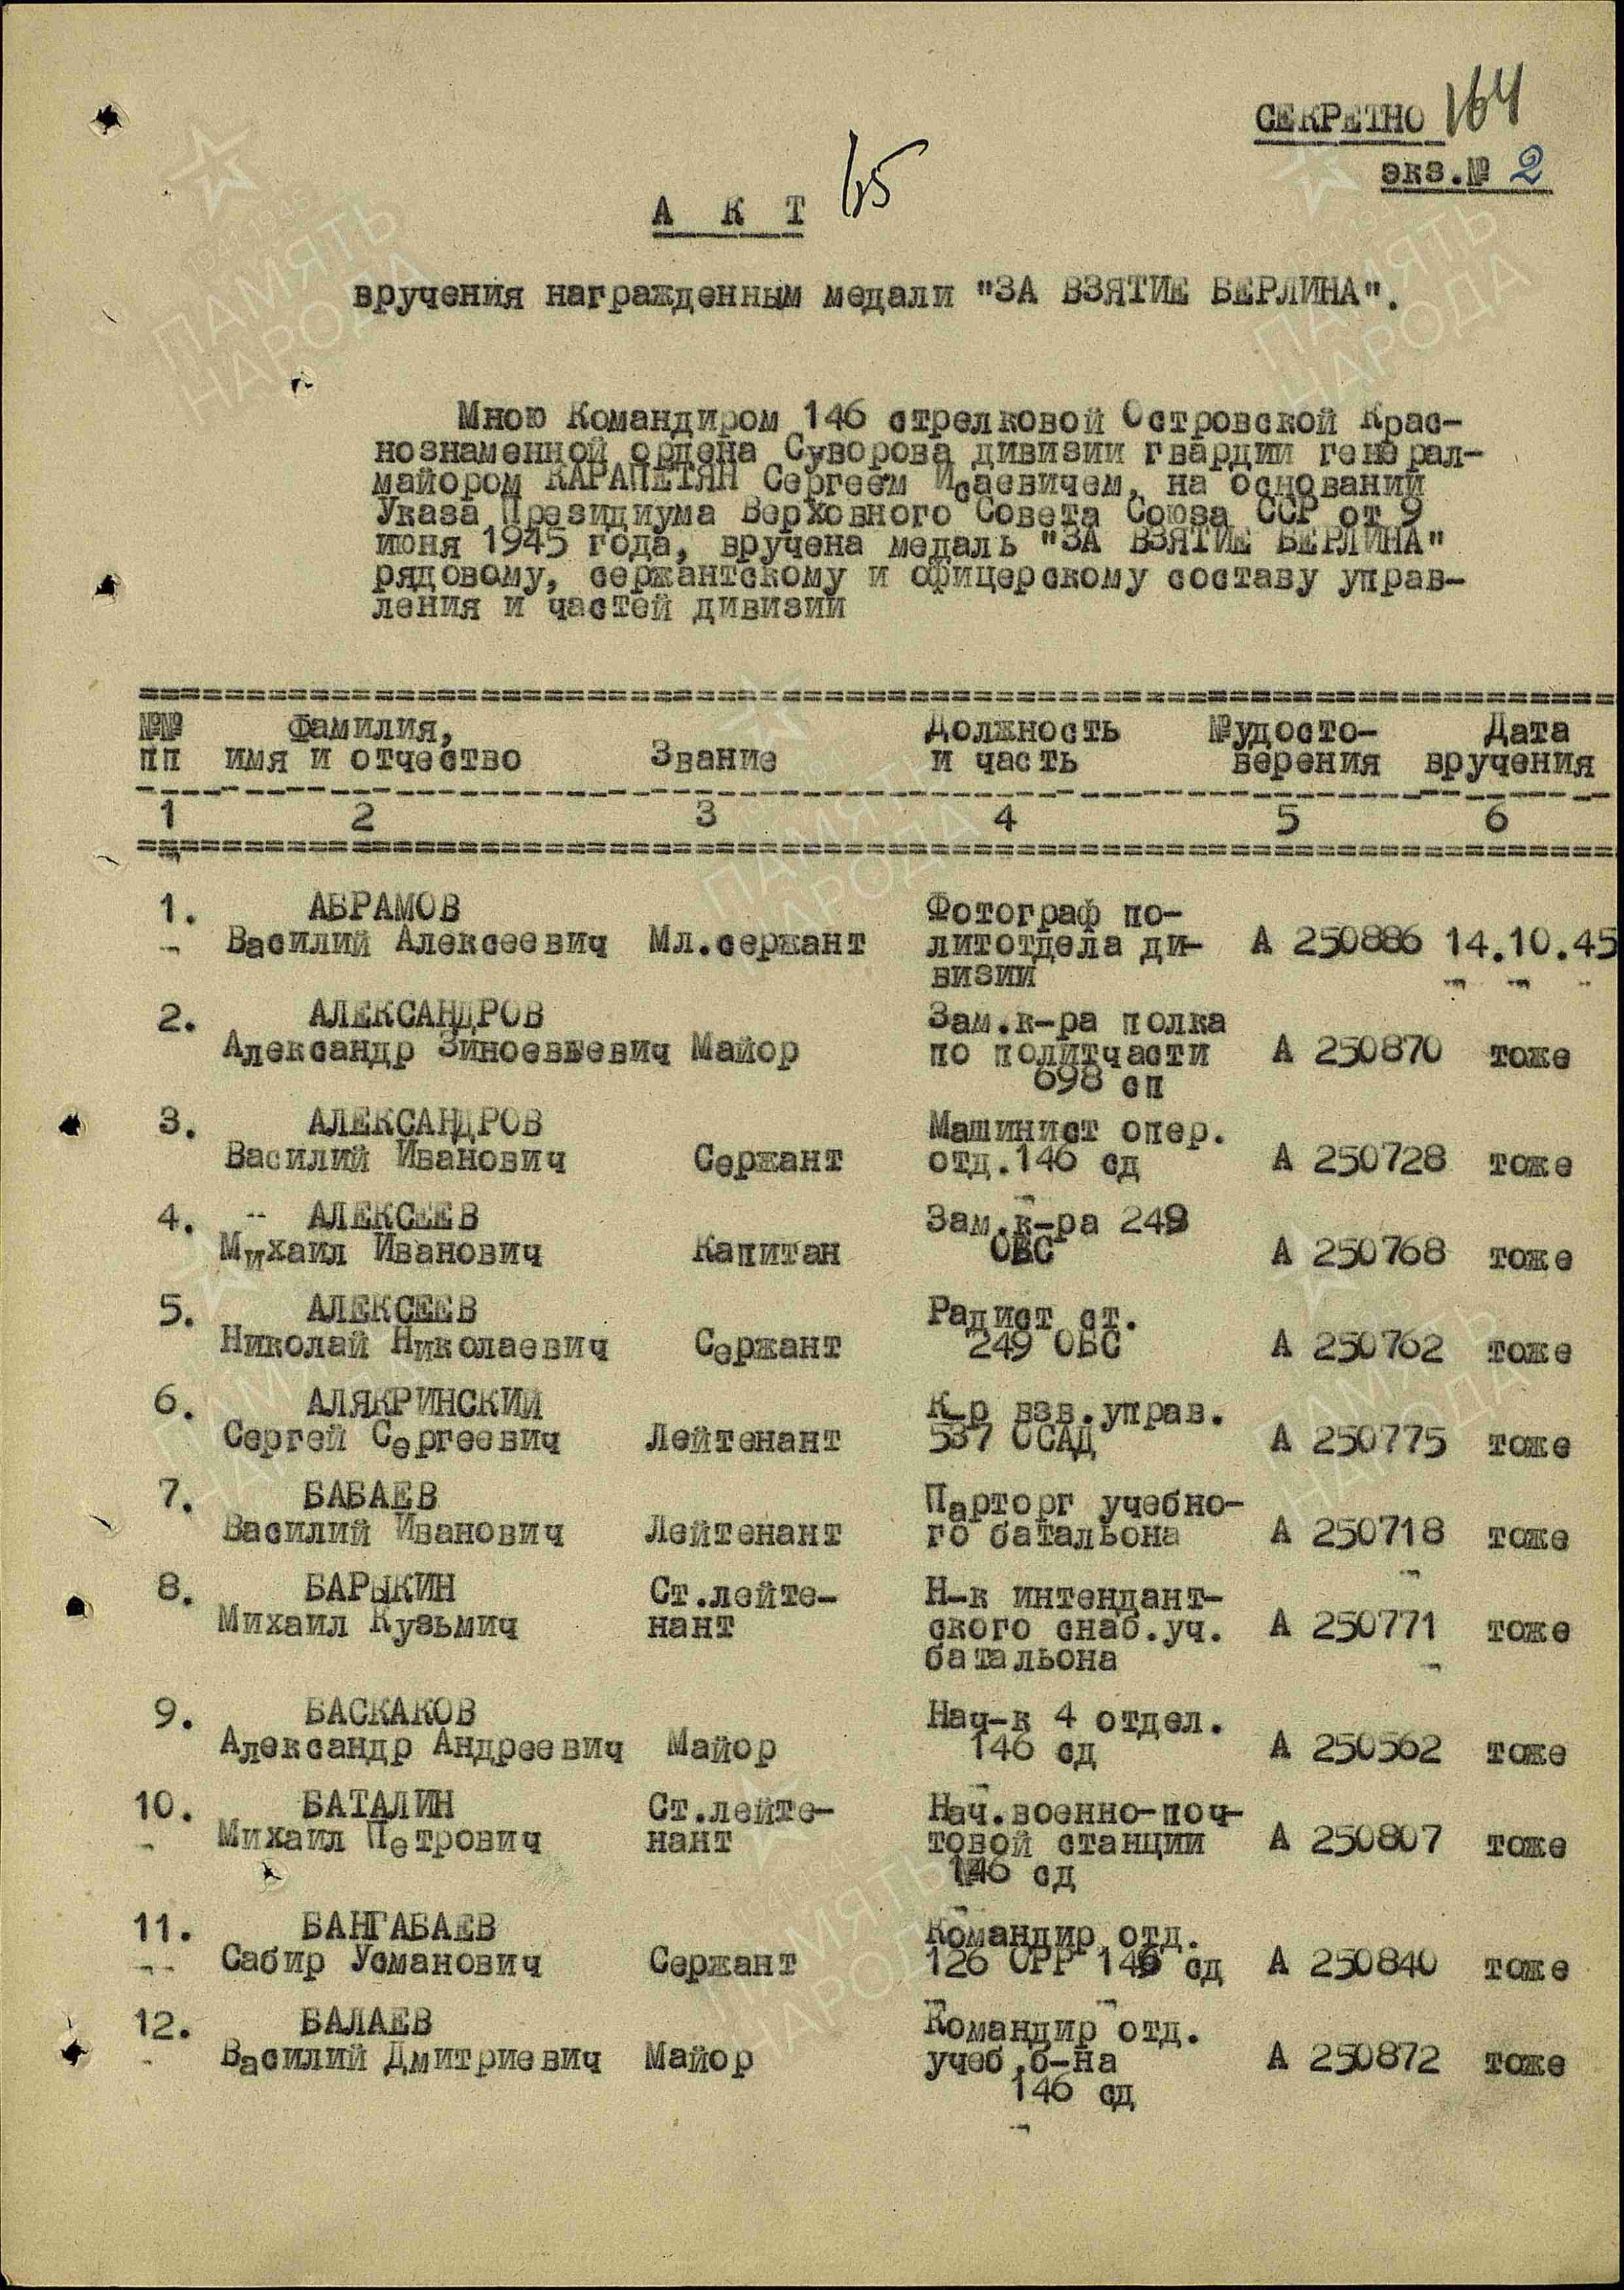 СЕКРЕТНО 164
экз.№ 2
А К Т 65
вручения награжденным медали "ЗА ВЗЯТИЕ БЕРЛИНА".
Мною Командиром 146 стрелковой Островской Крас-
нознаменной ордена Суворова дивизии гвардии генерал-
майором КАРАПЕТЯН Сергеем Исаевичем, на основании
Указа Президиума Верховного Совета Союза ССР от 9
июня 1945 года, вручена медаль "ЗА ВЗЯТИЕ БЕРЛИНА"
рядовому, сержантскому и офицерскому составу управ-
ления и частей дивизии
№№ Фамилия, Должность №удосто- Дата
пп имя и отчество Звание и часть верения вручения
1 2 3 4 5 6
1. АБРАМОВ Фотограф по-
Василий Алексеевич Мл.сержант литотдела ди- А 250886 14.10.45
визии
2. АЛЕКСАНДРОВ Зам.к-ра полка
Александр Зиноевьевич Майор по политчасти А 250870 тоже
698 сп
3. АЛЕКСАНДРОВ Машинист опер.
Василий Иванович Сержант отд.146 сд А 250728 тоже
4. АЛЕКСЕЕВ Зам.к-ра 249
Михаил Иванович Капитан ОБС А 250768 тоже
5. АЛЕКСЕЕВ Радист ст.
Николай Николаевич Сержант 249 ОБС А 250762 тоже
6. АЛЯКРИНСКИЙ К-р взв.управ.
Сергей Сергеевич Лейтенант 537 ОСАД А 250775 тоже
7. БАБАЕВ Парторг учебно-
Василий Иванович Лейтенант го батальона А 250718 тоже
8. БАРЫКИН Ст.лейте- Н-к интендант-
Михаил Кузьмич нант ского снаб.уч. А 250771 тоже
батальона
9. БАСКАКОВ Нач-к 4 отдел.
Александр Андреевич Майор 146 сд А 250562 тоже
10. БАТАЛИН Ст.лейте- Нач.военно-поч-
Михаил Петрович нант товой станции А 250807 тоже
146 сд
11. БАНГАБАЕВ Командир отд.
Сабир Усманович Сержант 126 ОРР 146 сд А 250840 тоже
12. БАЛАЕВ Командир отд.
Василий Дмитриевич Майор учеб.б-на А 250872 тоже
146 сд
ПАМЯТЬ
НАРОДА